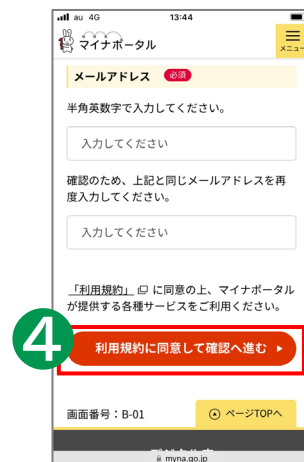 au 4G 13:44
マイナポータル
メニュー
メールアドレス 必須
半角英数字で入力してください。
入力してください
確認のため、上記と同じメールアドレスを再
度入力してください。
入力してください
「利用規約」 に同意の上、マイナポータル
が提供する各種サービスをご利用ください。
4
利用規約に同意して確認へ進む
画面番号：B-01
ページTOPへ
myna.go.jp